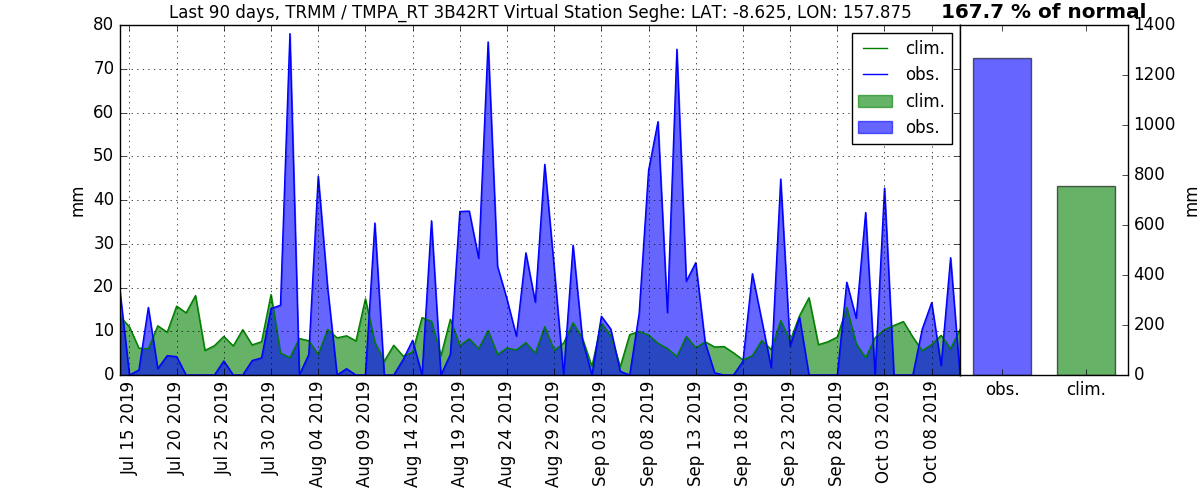 Last 90 days, TRMM / TMPA_RT 3B42RT Virtual Station Seghe: LAT: -8.625, LON: 157.875
167.7 % of normal
80
70
60
50
40
30
20
10
0
mm
clim.
obs.
clim.
obs.
Jul 15 2019
Jul 20 2019
Jul 25 2019
Jul 30 2019
Aug 04 2019
Aug 09 2019
Aug 14 2019
Aug 19 2019
Aug 24 2019
Aug 29 2019
Sep 03 2019
Sep 08 2019
Sep 13 2019
Sep 18 2019
Sep 23 2019
Sep 28 2019
Oct 03 2019
Oct 08 2019
1400
1200
1000
800
600
400
200
0
mm
obs.
clim.